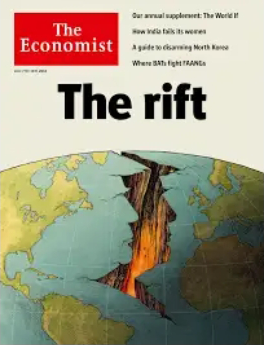 The
Economist
Our annual supplement: The World If
How India fails its women
A guide to disarming North Korea
Where BATs fight FAANGs
The rift